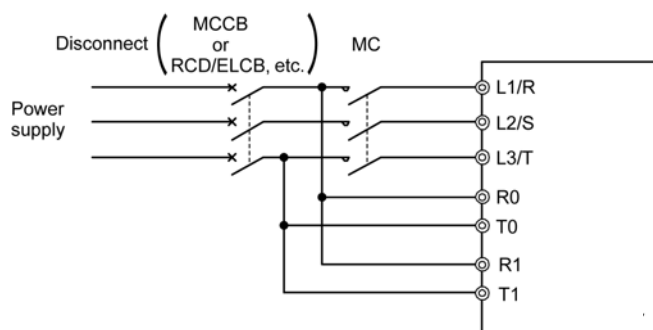 Disconnect
MCCB
or
RCD/ELCB, etc.
MC
Power
supply
L1/R
L2/S
L3/T
R0
T0
R1
T1